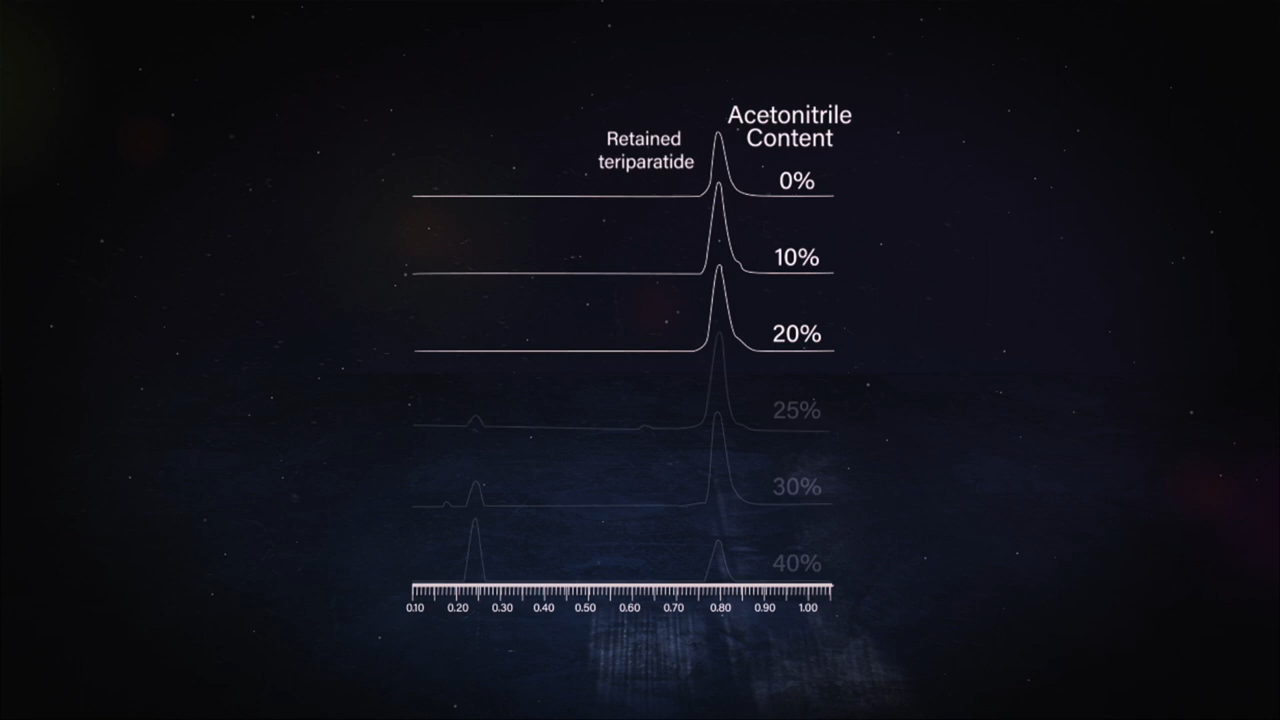 Acetonitrile
Content
Retained
teriparatide
0%
10%
20%
25%
30%
40%
0.10 0.20 0.30 0.40 0.50 0.60 0.70 0.80 0.90 1.00